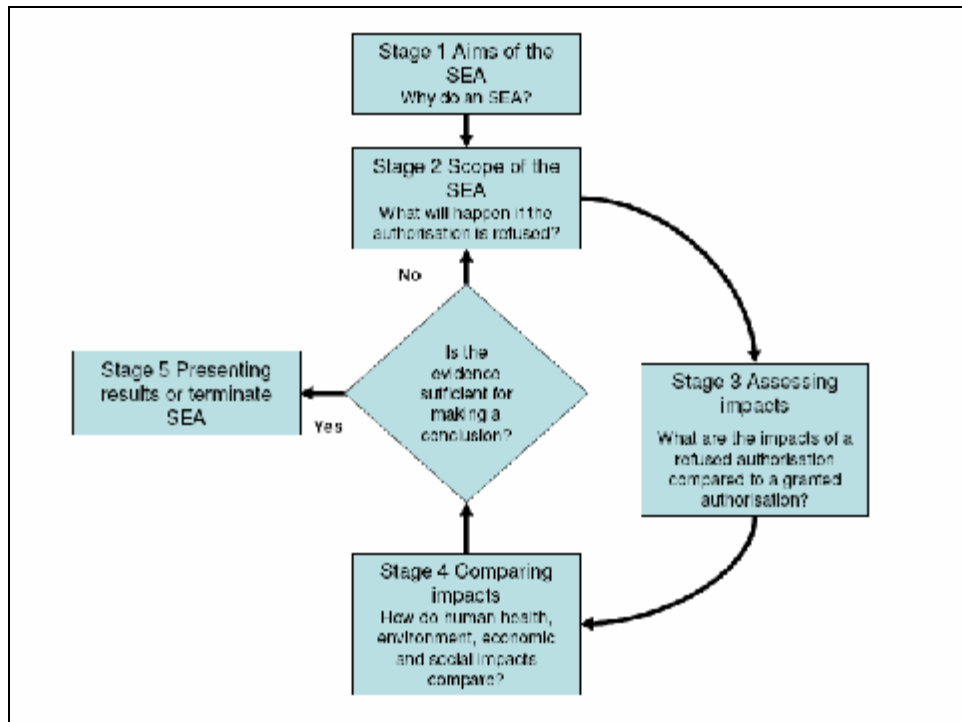 Stage 1 Aims of the
SEA
Why do an SEA?
Stage 2 Scope of the
SEA
What will happen if the
authorisation is refused?
No
Is the
evidence
sufficient for
making a
conclusion?
Stage 5 Presenting
results or terminate
SEA
Yes
Stage 3 Assessing
impacts
What are the impacts of a
refused authorisation
compared to a granted
authorisation?
Stage 4 Comparing
impacts
How do human health,
environment, economic
and social impacts
compare?